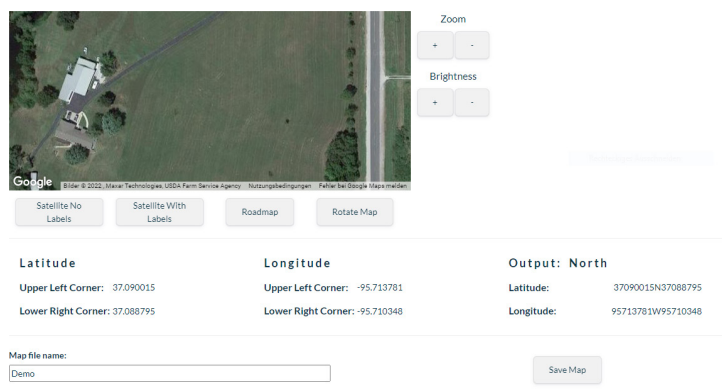 Zoom
+ -
Brightness
+ -
Google
Bilder © 2022, Maxar Technologies, USDA Farm Service Agency Nutzungsbedingungen Fehler bei Google Maps melden
Satellite No Labels
Satellite With Labels
Roadmap
Rotate Map
Latitude
Upper Left Corner: 37.090015
Lower Right Corner: 37.088795
Longitude
Upper Left Corner: -95.713781
Lower Right Corner: -95.710348
Output: North
Latitude: 37090015N37088795
Longitude: 95713781W95710348
Map file name:
Demo
Save Map